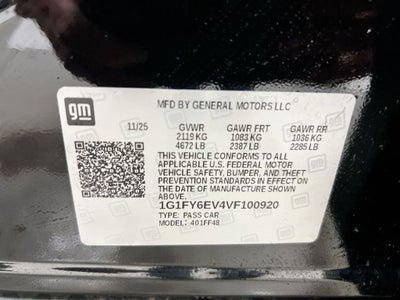 gm
MFD BY GENERAL MOTORS LLC
11/25 GVWR GAWR FRT GAWR RR
2119 KG 1083 KG 1036 KG
4672 LB 2387 LB 2285 LB
THIS VEHICLE CONFORMS TO ALL
APPLICABLE U.S. FEDERAL MOTOR
VEHICLE SAFETY, BUMPER, AND THEFT
PREVENTION STANDARDS IN EFFECT ON
THE DATE OF MANUFACTURE SHOWN
ABOVE.
1G1FY6EV4VF100920
TYPE: PASS CAR
MODEL: 401FF48